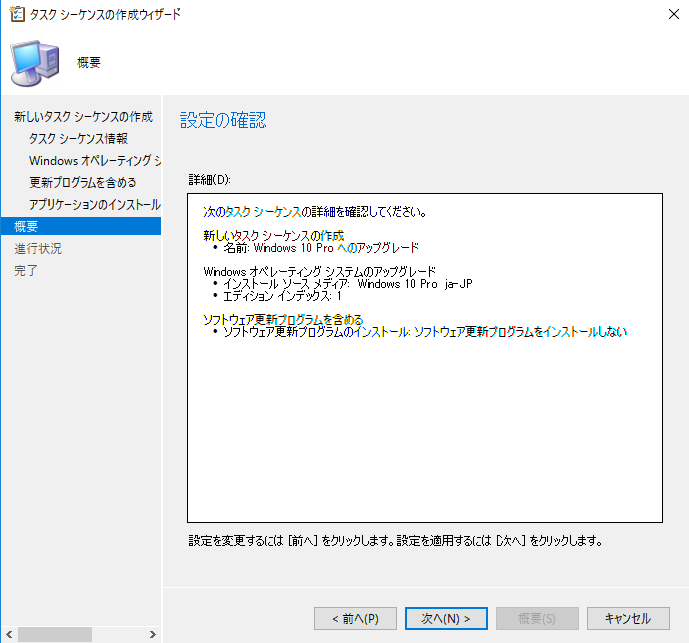 タスク シーケンスの作成ウィザード
概要
新しいタスク シーケンスの作成
タスク シーケンス情報
Windows オペレーティング シ
更新プログラムを含める
アプリケーションのインストール
概要
進行状況
完了
設定の確認
詳細(D):
次のタスク シーケンスの詳細を確認してください。
新しいタスク シーケンスの作成
• 名前: Windows 10 Pro へのアップグレード
Windows オペレーティング システムのアップグレード
• インストール ソース メディア: Windows 10 Pro ja-JP
• エディション インデックス: 1
ソフトウェア更新プログラムを含める
• ソフトウェア更新プログラムのインストール: ソフトウェア更新プログラムをインストールしない
設定を変更するには [前へ] をクリックします。設定を適用するには [次へ] をクリックします。
< 前へ(P)
次へ(N) >
概要(S)
キャンセル